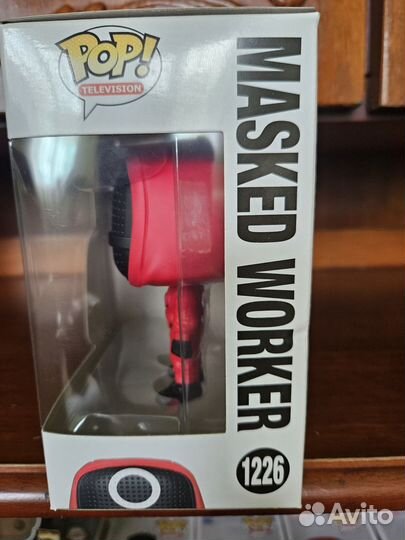 POP!
TELEVISION
MASKED WORKER
1226
Avito